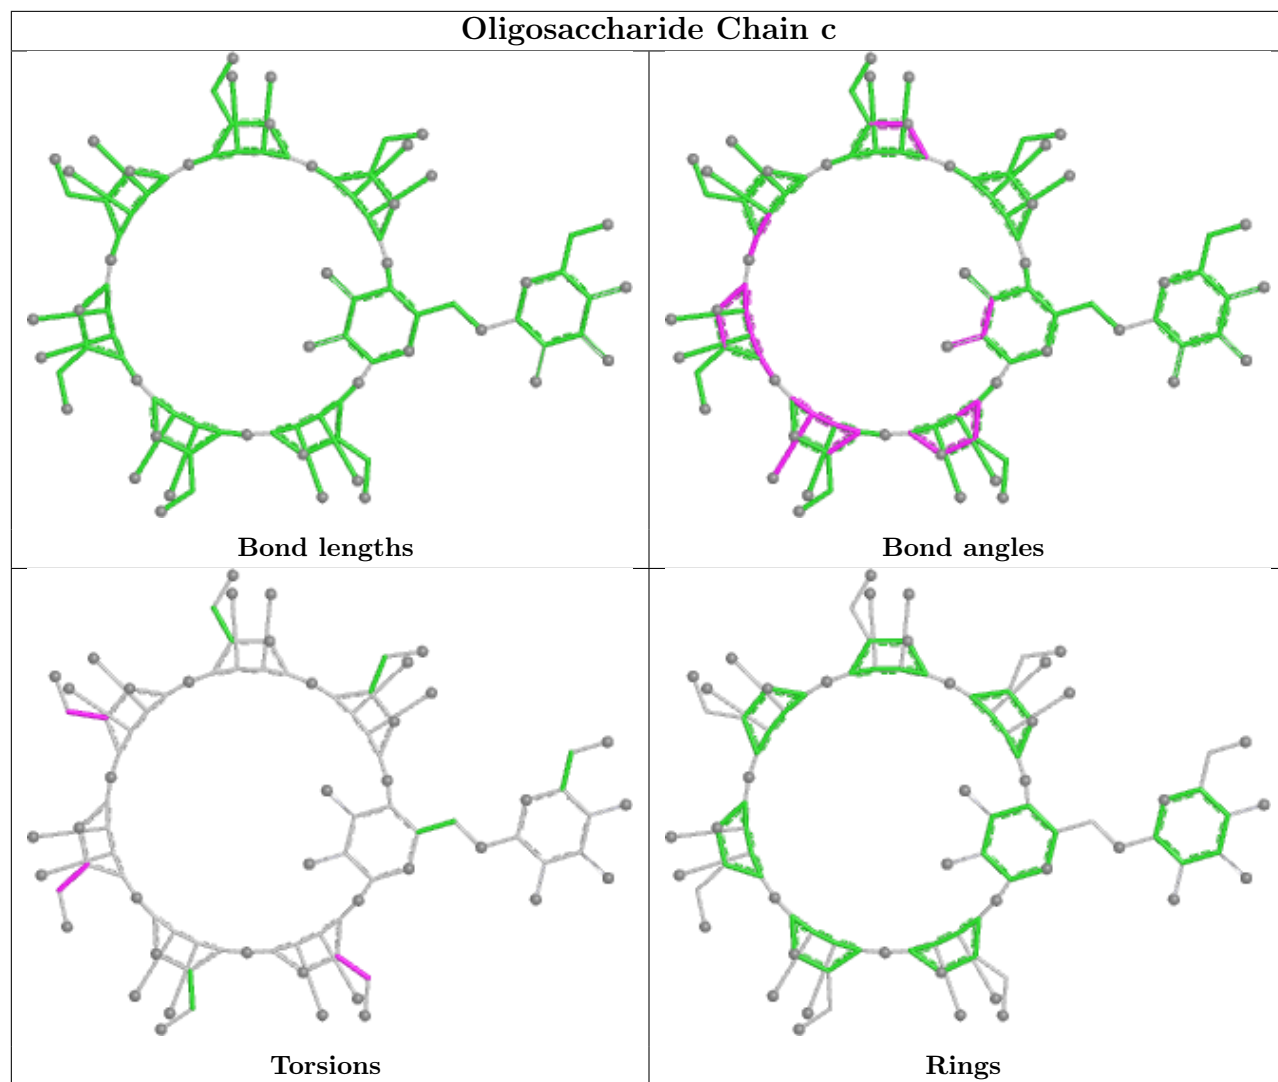 Oligosaccharide Chain c
Bond lengths
Bond angles
Torsions
Rings